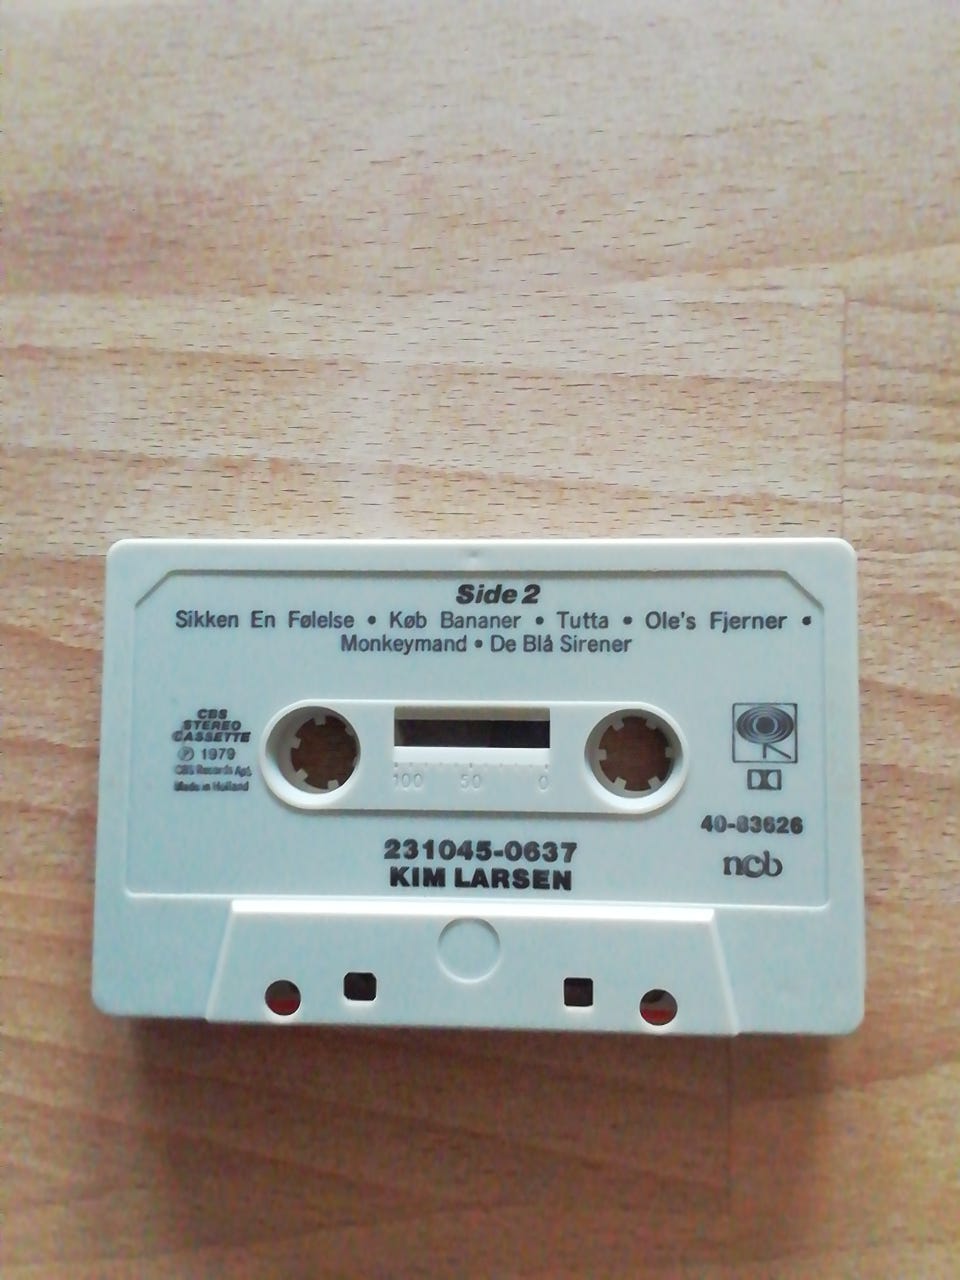 Side 2
Sikken En Følelse • Køb Bananer • Tutta • Ole's Fjerner •
Monkeymand • De Blå Sirener
CBS
STEREO
CASSETTE
Ⓟ 1979
CBS Records ApS
Made in Holland
100 50 0
40-83626
231045-0637
KIM LARSEN
ncb